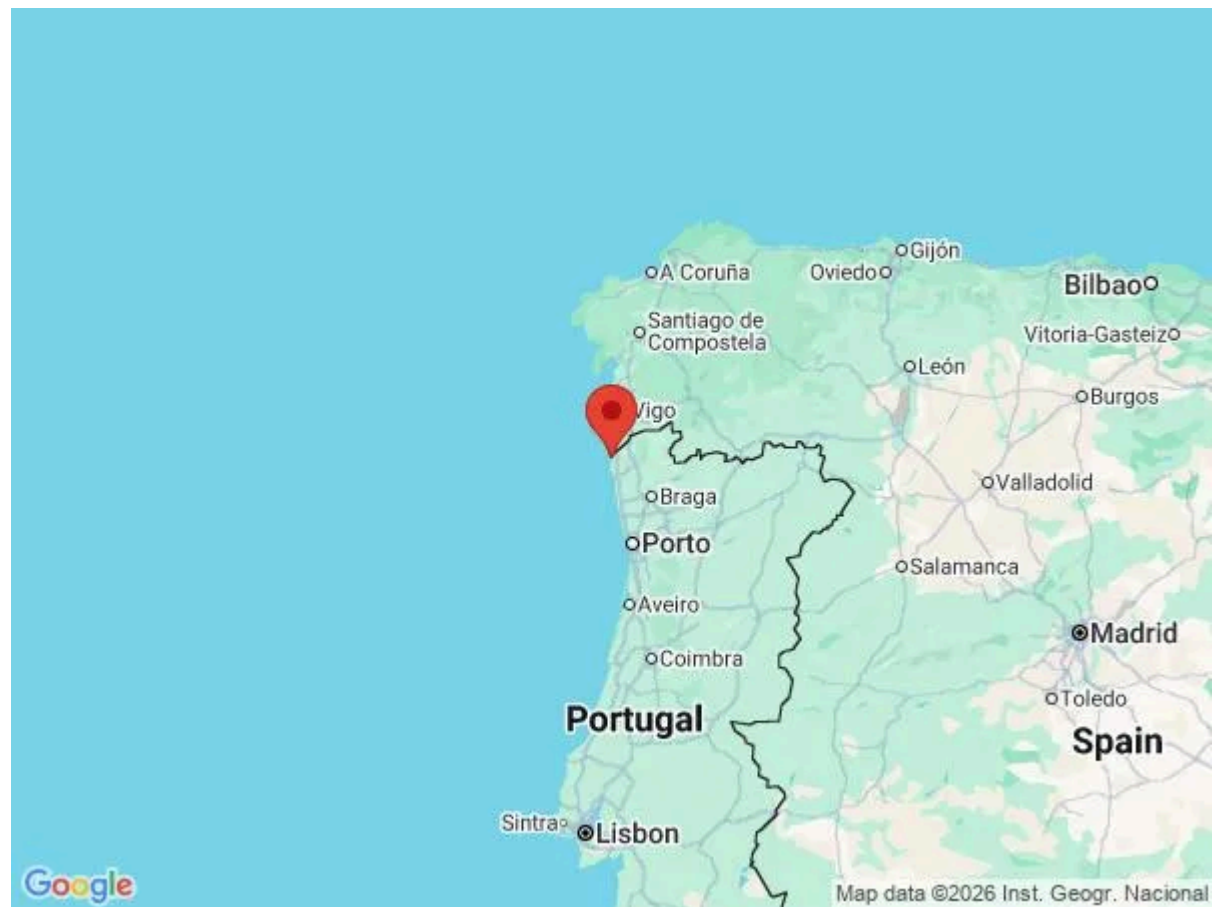 Gijón
A Coruña
Oviedo
Bilbao
Santiago de
Compostela
Vitoria-Gasteiz
León
Burgos
Vigo
Valladolid
Braga
Porto
Salamanca
Aveiro
Madrid
Coimbra
Toledo
Portugal
Spain
Sintra
Lisbon
Google
Map data ©2026 Inst. Geogr. Nacional